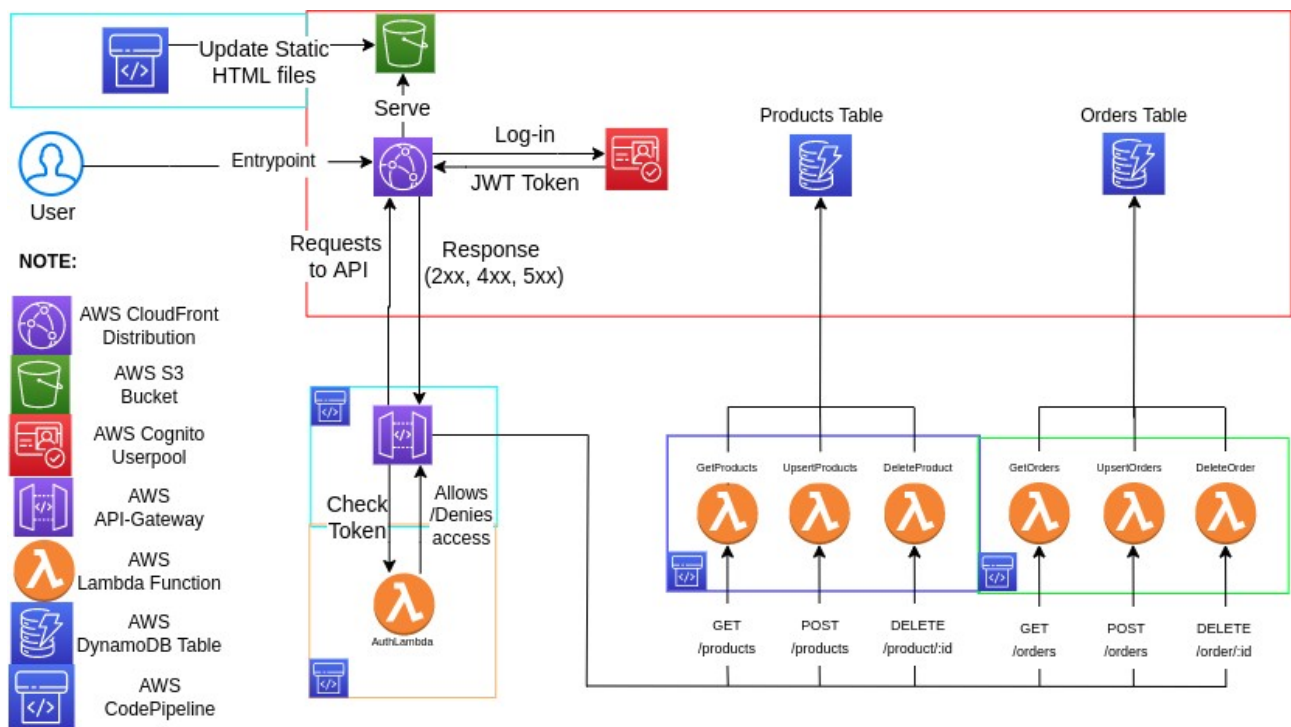 Update Static
HTML files
Serve
Log-in
JWT Token
Entrypoint
User
Products Table
Orders Table
Requests
to API
Response
(2xx, 4xx, 5xx)
NOTE:
AWS CloudFront
Distribution
AWS S3
Bucket
AWS Cognito
Userpool
AWS
API-Gateway
AWS
Lambda Function
AWS
DynamoDB Table
AWS
CodePipeline
Check
Token
Allows
/Denies
access
AuthLambda
GetProducts
UpsertProducts
DeleteProduct
GetOrders
UpsertOrders
DeleteOrder
GET
/products
POST
/products
DELETE
/product/:id
GET
/orders
POST
/orders
DELETE
/order/:id